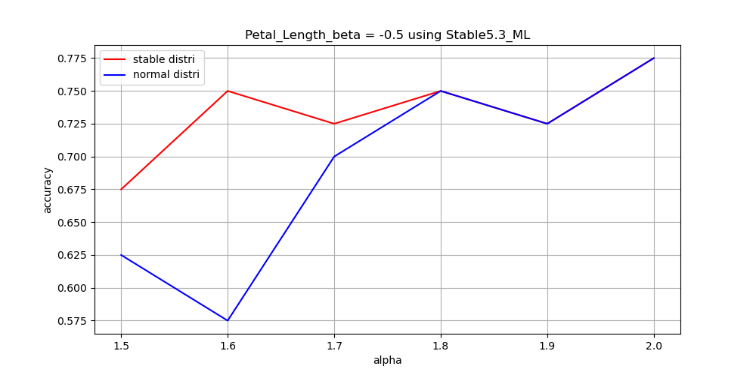 Petal_Length_beta = -0.5 using Stable5.3_ML
stable distri
normal distri
0.775
0.750
0.725
0.700
0.675
0.650
0.625
0.600
0.575
accuracy
1.5 1.6 1.7 1.8 1.9 2.0
alpha